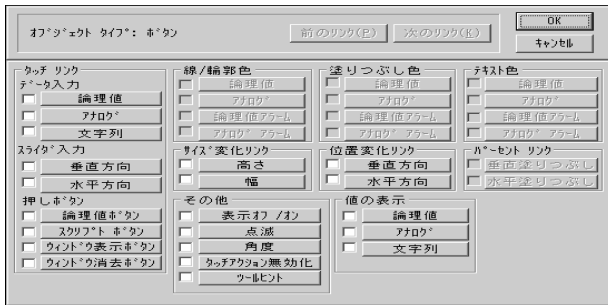 オブジェクト タイプ: ボタン
前のリンク(P)
次のリンク(K)
OK
キャンセル
タッチ リンク
データ入力
論理値
アナログ
文字列
スライダ入力
垂直方向
水平方向
押しボタン
論理値ボタン
スクリプト ボタン
ウィンドウ表示ボタン
ウィンドウ消去ボタン
線/輪郭色
論理値
アナログ
論理値アラーム
アナログ アラーム
サイズ変化リンク
高さ
幅
その他
表示オフ /オン
点滅
角度
タッチアクション無効化
ツールヒント
塗りつぶし色
論理値
アナログ
論理値アラーム
アナログ アラーム
位置変化リンク
垂直方向
水平方向
値の表示
論理値
アナログ
文字列
テキスト色
論理値
アナログ
論理値アラーム
アナログ アラーム
パーセント リンク
垂直塗りつぶし
水平塗りつぶし